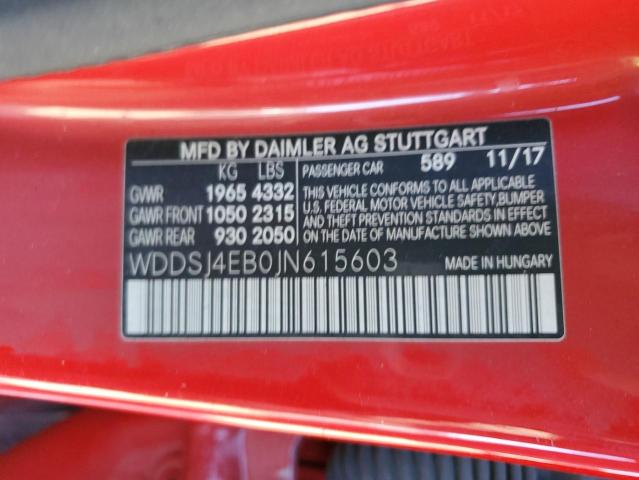 MFD BY DAIMLER AG STUTTGART
KG LBS
PASSENGER CAR 589 11/17
GVWR 1965 4332
GAWR FRONT 1050 2315
GAWR REAR 930 2050
THIS VEHICLE CONFORMS TO ALL APPLICABLE
U.S. FEDERAL MOTOR VEHICLE SAFETY,BUMPER
AND THEFT PREVENTION STANDARDS IN EFFECT
ON THE DATE OF MANUFACTURE SHOWN ABOVE
WDDSJ4EB0JN615603 MADE IN HUNGARY